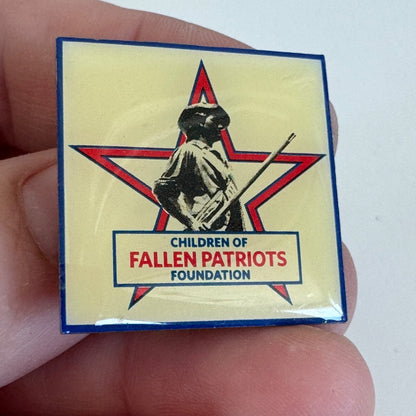 CHILDREN OF
FALLEN PATRIOTS
FOUNDATION